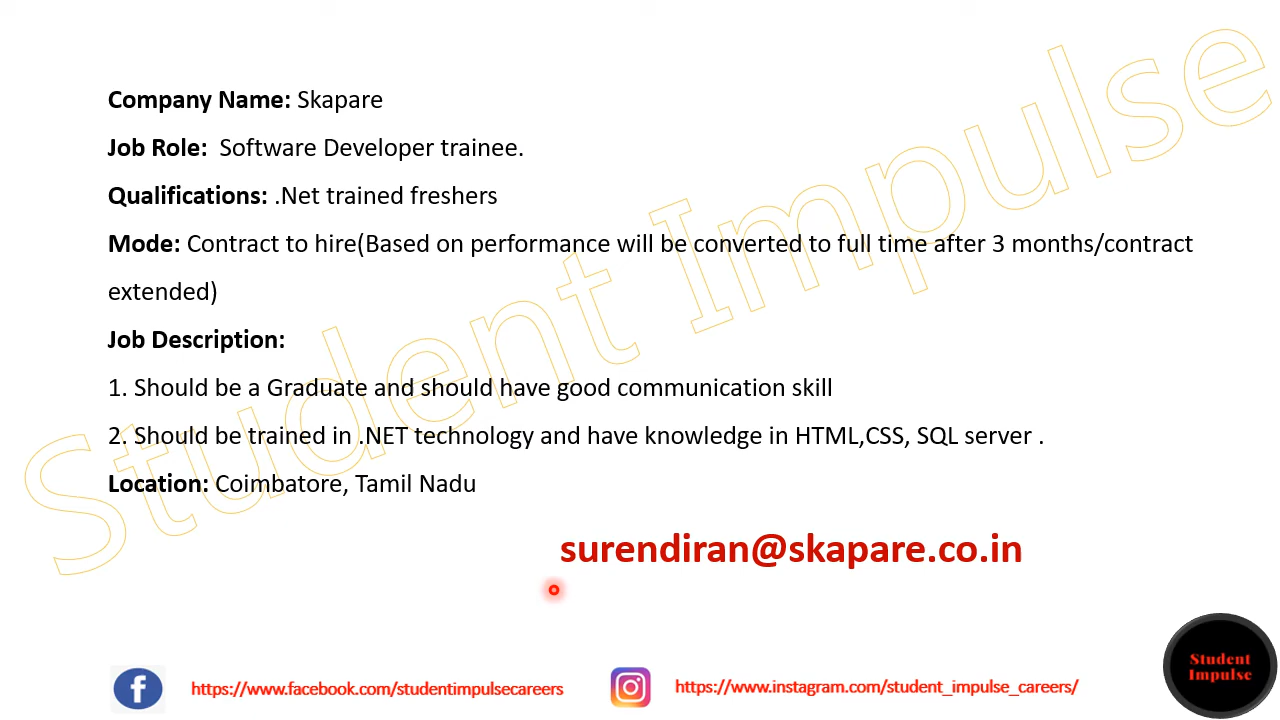 Company Name: Skapare
Job Role:  Software Developer trainee.
Qualifications: .Net trained freshers
Mode: Contract to hire(Based on performance will be converted to full time after 3 months/contract
extended)
Job Description:
1. Should be a Graduate and should have good communication skill
2. Should be trained in .NET technology and have knowledge in HTML,CSS, SQL server .
Location: Coimbatore, Tamil Nadu
Student Impulse
surendiran@skapare.co.in
https://www.facebook.com/studentimpulsecareers
https://www.instagram.com/student_impulse_careers/
Student
Impulse